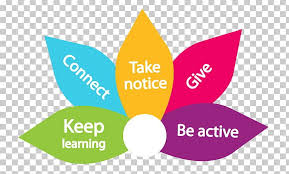 Connect
Take
notice
Give
Keep
learning
Be active